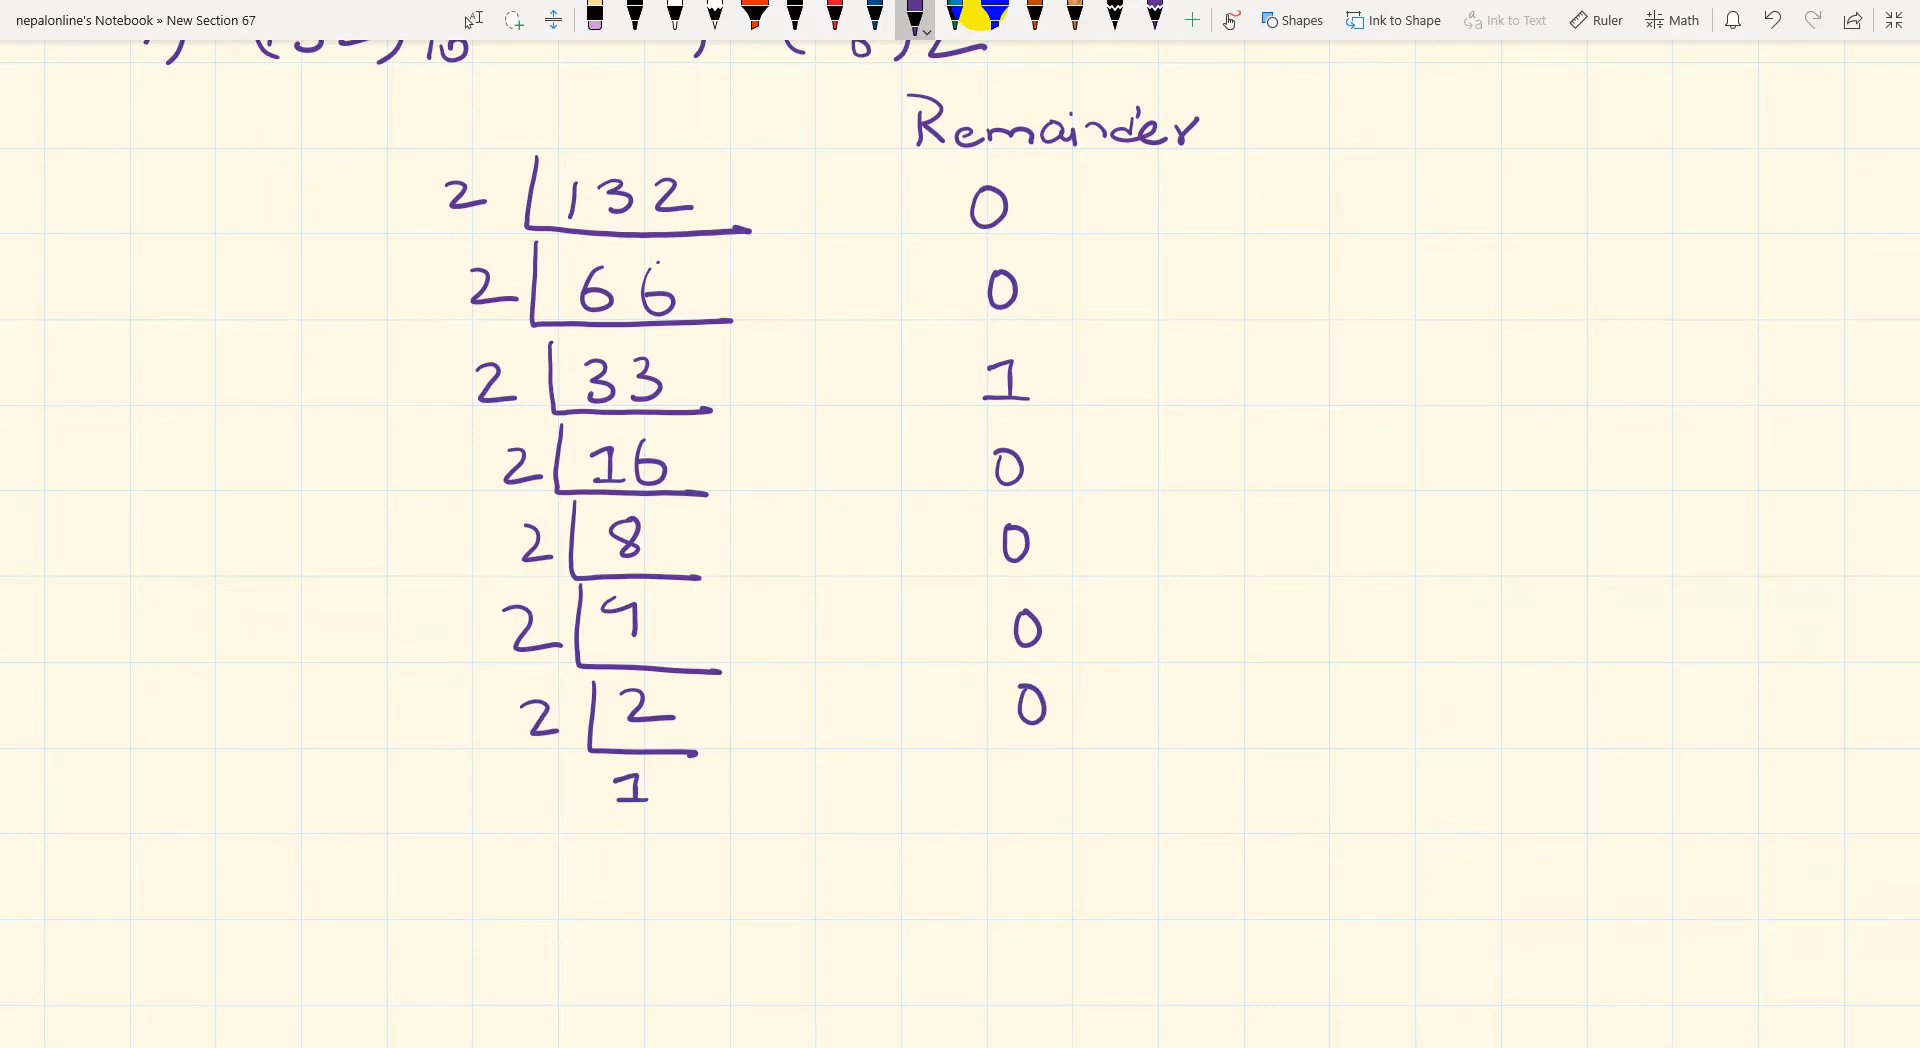 nepalonline's Notebook » New Section 67
Shapes
Ink to Shape
Ink to Text
Ruler
Math
Remainder
2 132 0
2 66 0
2 33 1
2 16 0
2 8 0
2 4 0
2 2 0
1